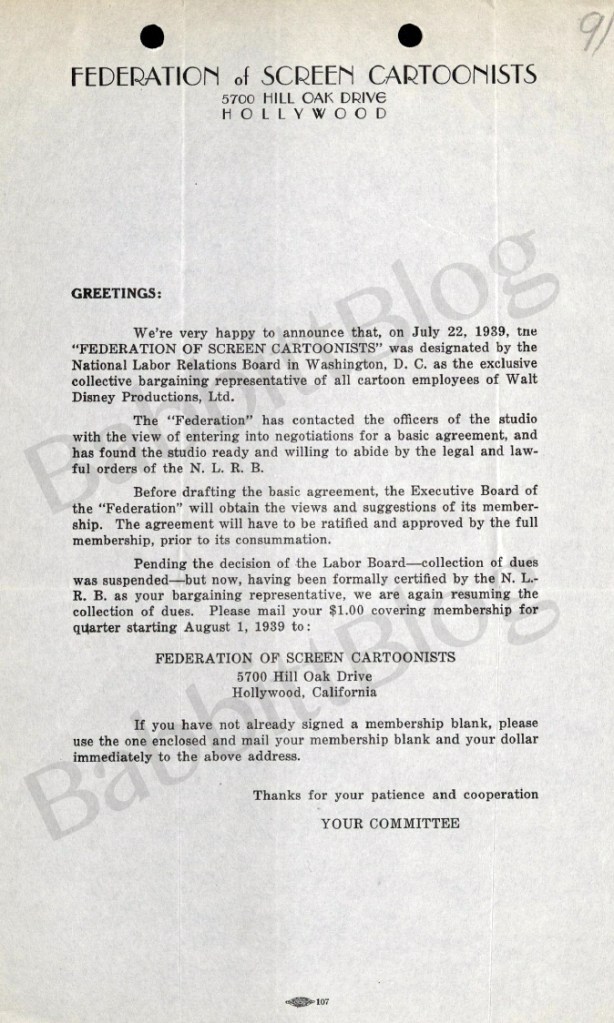 9/
FEDERATION of SCREEN CARTOONISTS
5700 HILL OAK DRIVE
HOLLYWOOD
GREETINGS:
We're very happy to announce that, on July 22, 1939, tne
"FEDERATION OF SCREEN CARTOONISTS" was designated by the
National Labor Relations Board in Washington, D. C. as the exclusive
collective bargaining representative of all cartoon employees of Walt
Disney Productions, Ltd.
The "Federation" has contacted the officers of the studio
with the view of entering into negotiations for a basic agreement, and
has found the studio ready and willing to abide by the legal and law-
ful orders of the N. L. R. B.
Before drafting the basic agreement, the Executive Board of
the "Federation" will obtain the views and suggestions of its member-
ship. The agreement will have to be ratified and approved by the full
membership, prior to its consummation.
Pending the decision of the Labor Board—collection of dues
was suspended—but now, having been formally certified by the N. L.-
R. B. as your bargaining representative, we are again resuming the
collection of dues. Please mail your $1.00 covering membership for
quarter starting August 1, 1939 to:
FEDERATION OF SCREEN CARTOONISTS
5700 Hill Oak Drive
Hollywood, California
If you have not already signed a membership blank, please
use the one enclosed and mail your membership blank and your dollar
immediately to the above address.
Thanks for your patience and cooperation
YOUR COMMITTEE
107
BabbittBlog
BabbittBlog